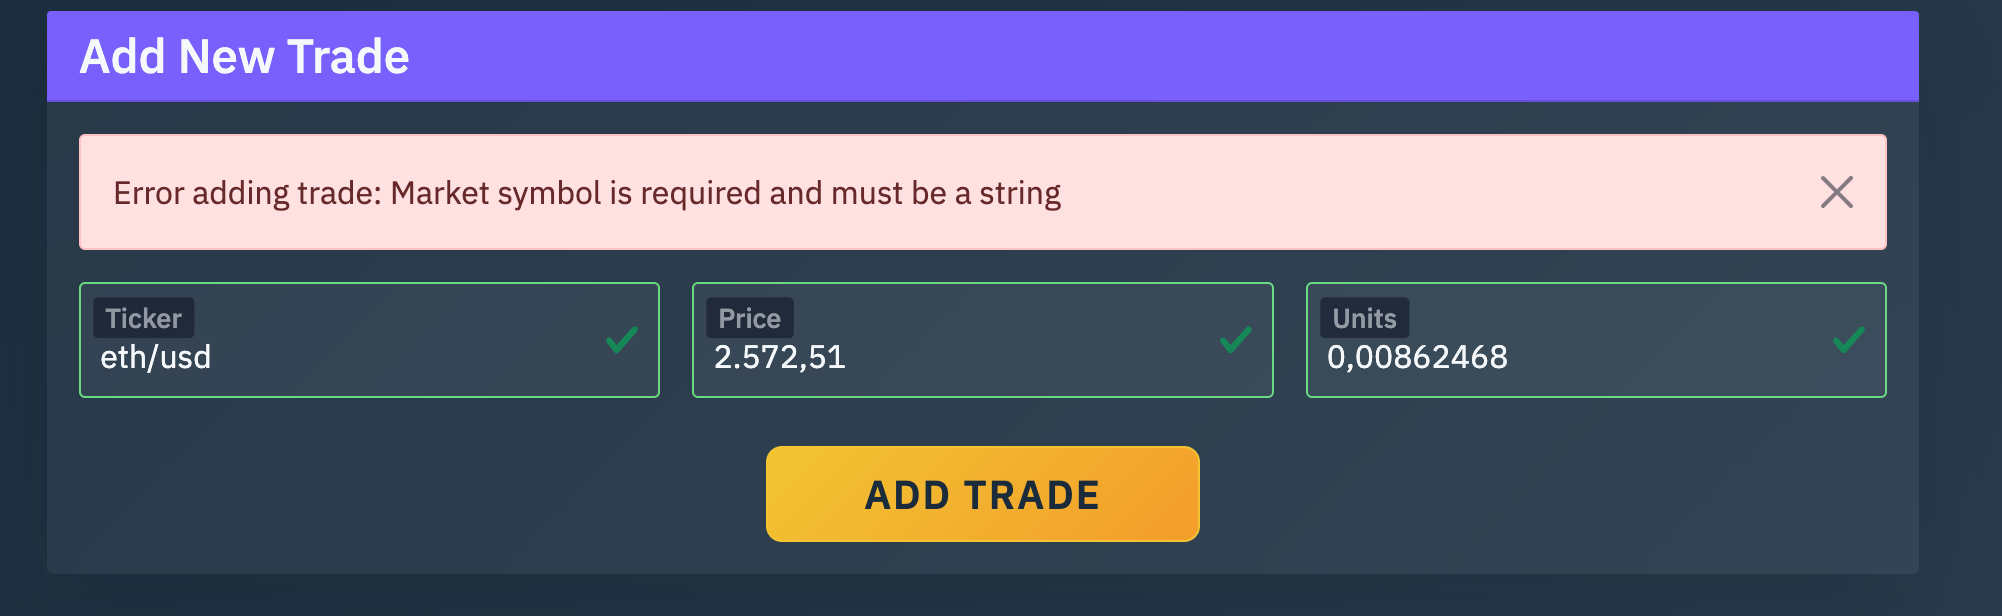 Add New Trade
Error adding trade: Market symbol is required and must be a string
Ticker
eth/usd
Price
2.572,51
Units
0,00862468
ADD TRADE